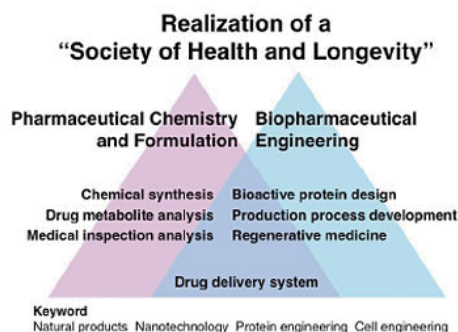 Realization of a
“Society of Health and Longevity”
Pharmaceutical Chemistry
and Formulation
Biopharmaceutical
Engineering
Chemical synthesis
Drug metabolite analysis
Medical inspection analysis
Bioactive protein design
Production process development
Regenerative medicine
Drug delivery system
Keyword
Natural products Nanotechnology Protein engineering Cell engineering